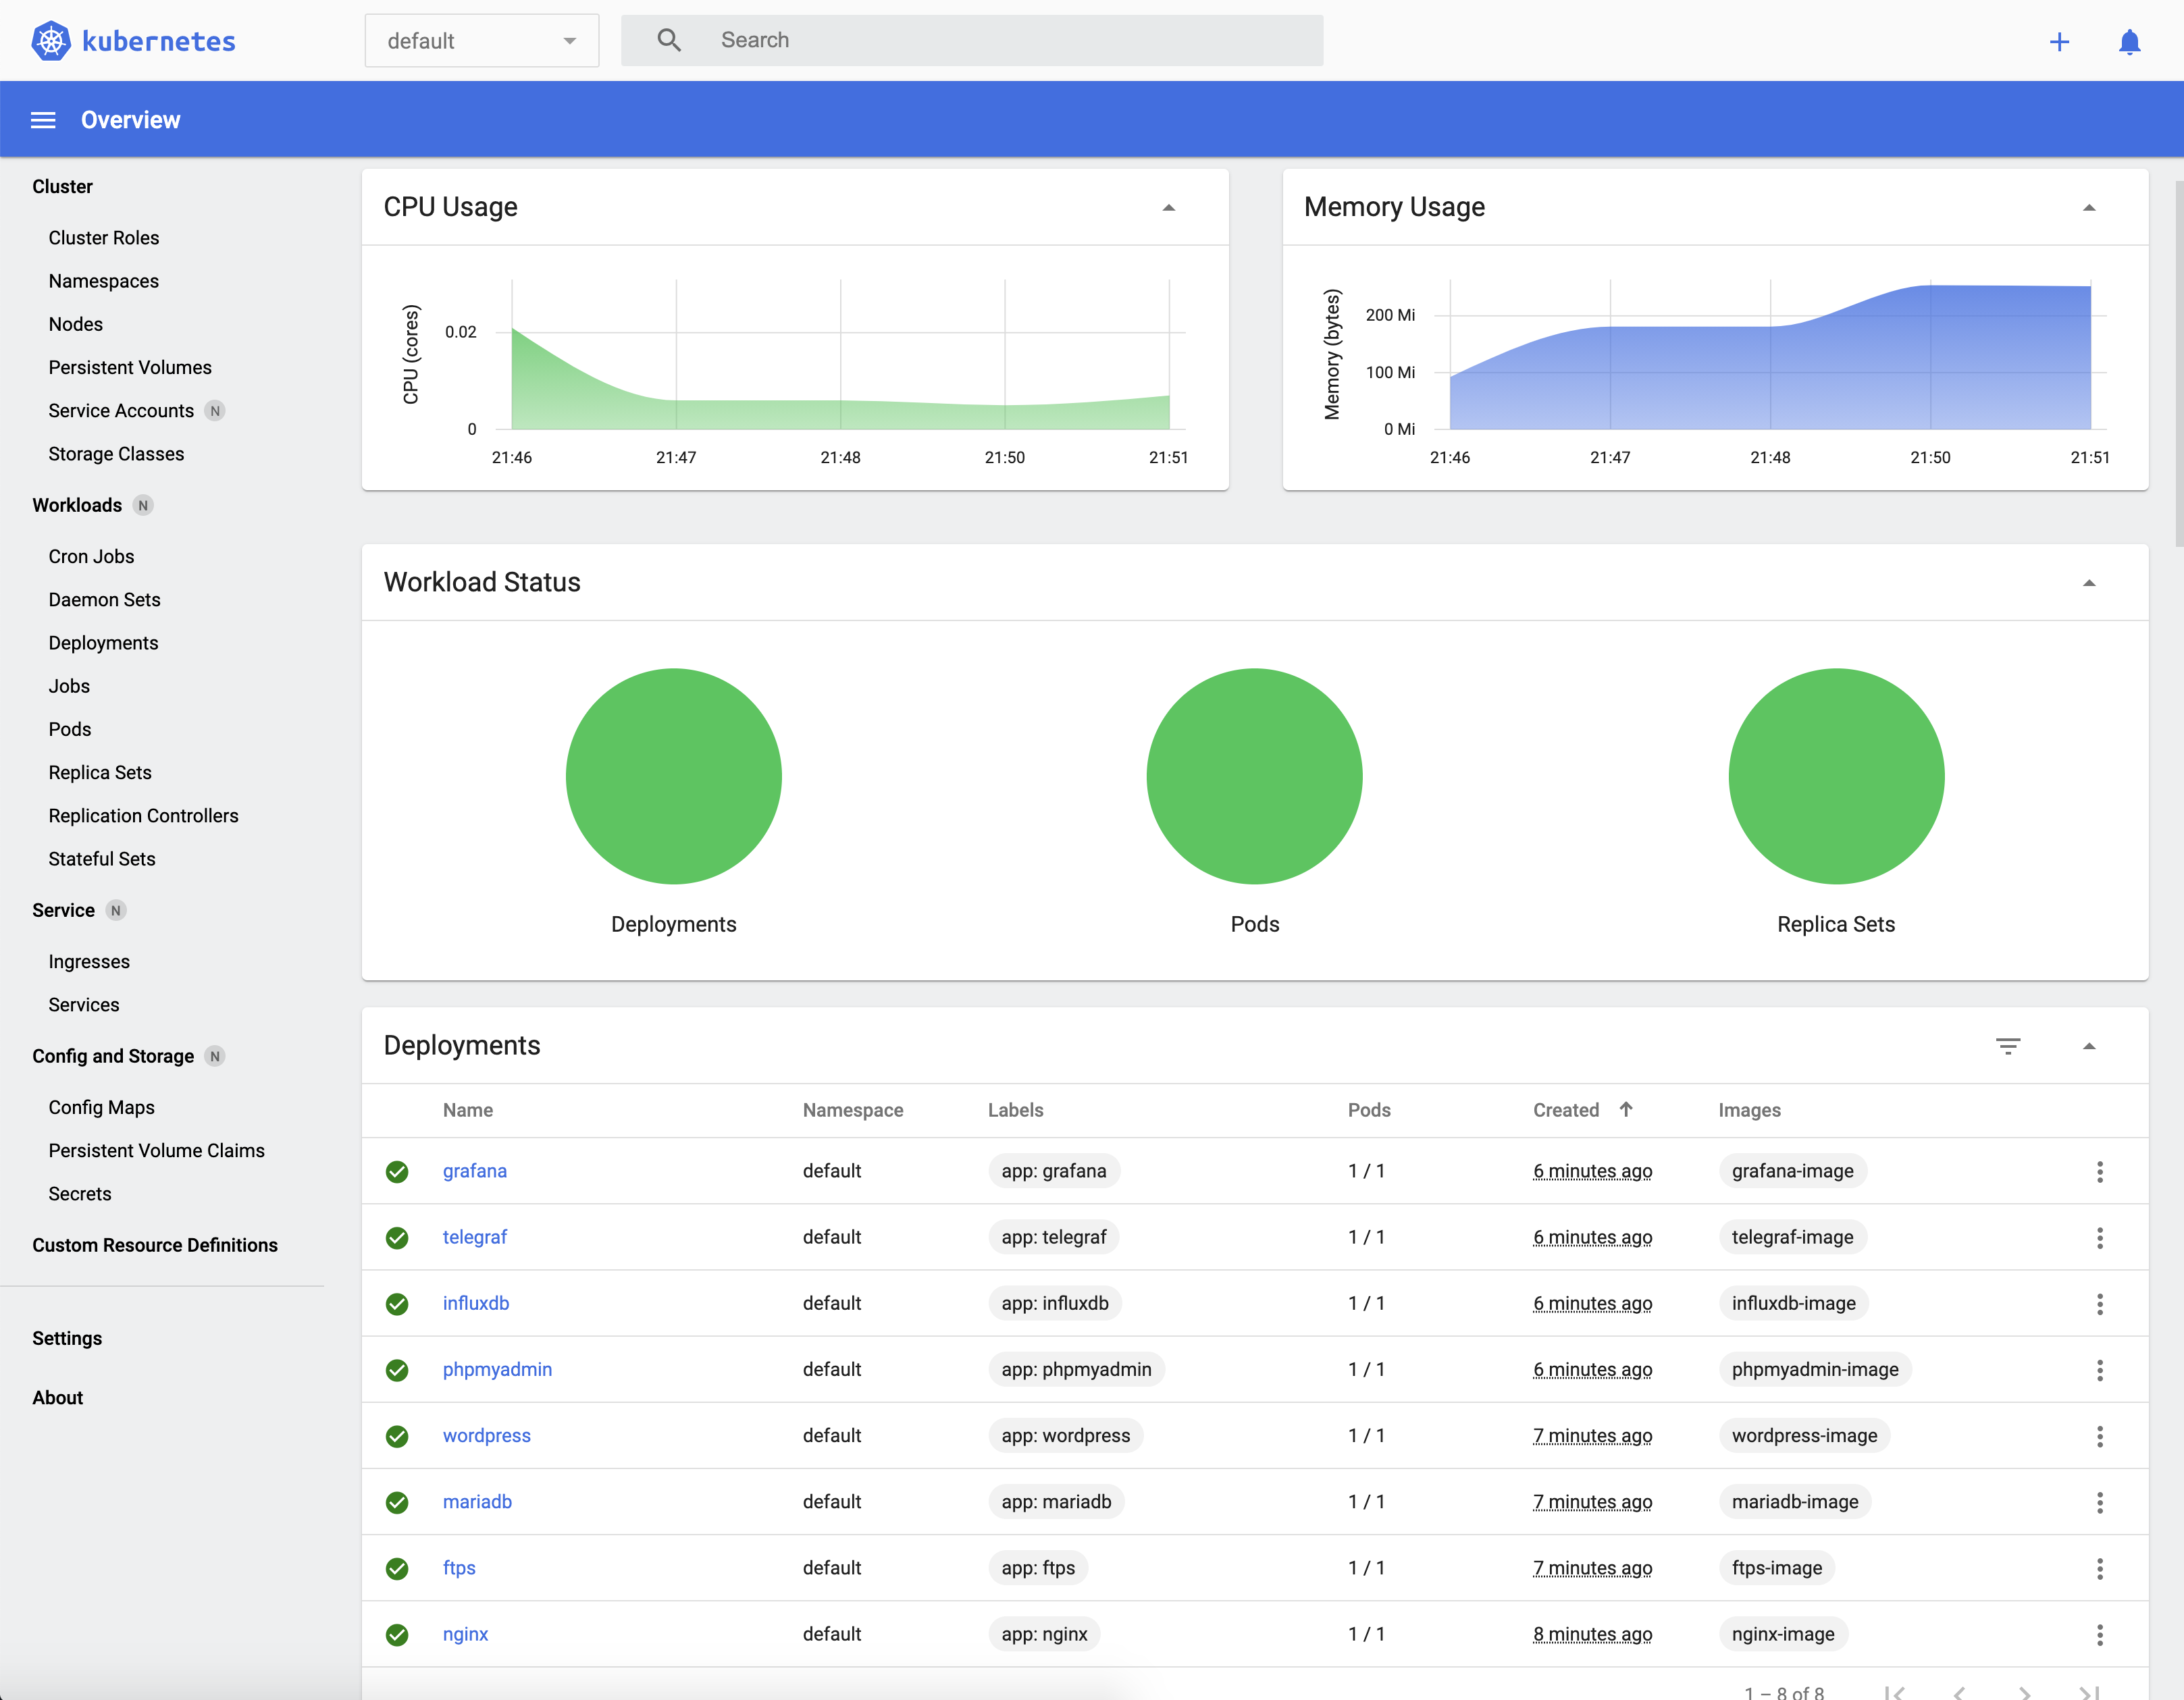 kubernetes
default
Search
Overview
Cluster
Cluster Roles
Namespaces
Nodes
Persistent Volumes
Service Accounts N
Storage Classes
Workloads N
Cron Jobs
Daemon Sets
Deployments
Jobs
Pods
Replica Sets
Replication Controllers
Stateful Sets
Service N
Ingresses
Services
Config and Storage N
Config Maps
Persistent Volume Claims
Secrets
Custom Resource Definitions
Settings
About
CPU Usage
CPU (cores)
0.02
0
21:46 21:47 21:48 21:50 21:51
Memory Usage
Memory (bytes)
200 Mi
100 Mi
0 Mi
21:46 21:47 21:48 21:50 21:51
Workload Status
Deployments Pods Replica Sets
Deployments
Name Namespace Labels Pods Created Images
grafana default app: grafana 1 / 1 6 minutes ago grafana-image
telegraf default app: telegraf 1 / 1 6 minutes ago telegraf-image
influxdb default app: influxdb 1 / 1 6 minutes ago influxdb-image
phpmyadmin default app: phpmyadmin 1 / 1 6 minutes ago phpmyadmin-image
wordpress default app: wordpress 1 / 1 7 minutes ago wordpress-image
mariadb default app: mariadb 1 / 1 7 minutes ago mariadb-image
ftps default app: ftps 1 / 1 7 minutes ago ftps-image
nginx default app: nginx 1 / 1 8 minutes ago nginx-image
1 – 8 of 8